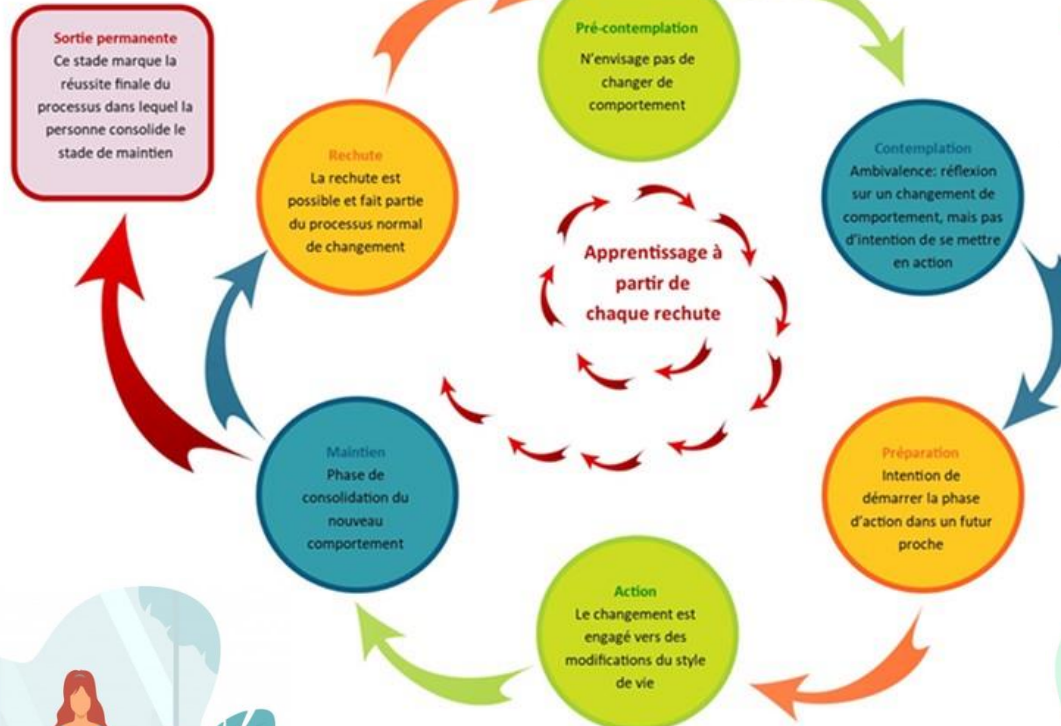 Sortie permanente
Ce stade marque la
réussite finale du
processus dans lequel la
personne consolide le
stade de maintien
Pré-contemplation
N'envisage pas de
changer de
comportement
Contemplation
Ambivalence: réflexion
sur un changement de
comportement, mais pas
d'intention de se mettre
en action
Rechute
La rechute est
possible et fait partie
du processus normal
de changement
Apprentissage à
partir de
chaque rechute
Maintien
Phase de
consolidation du
nouveau
comportement
Préparation
Intention de
démarrer la phase
d'action dans un futur
proche
Action
Le changement est
engagé vers des
modifications du style
de vie